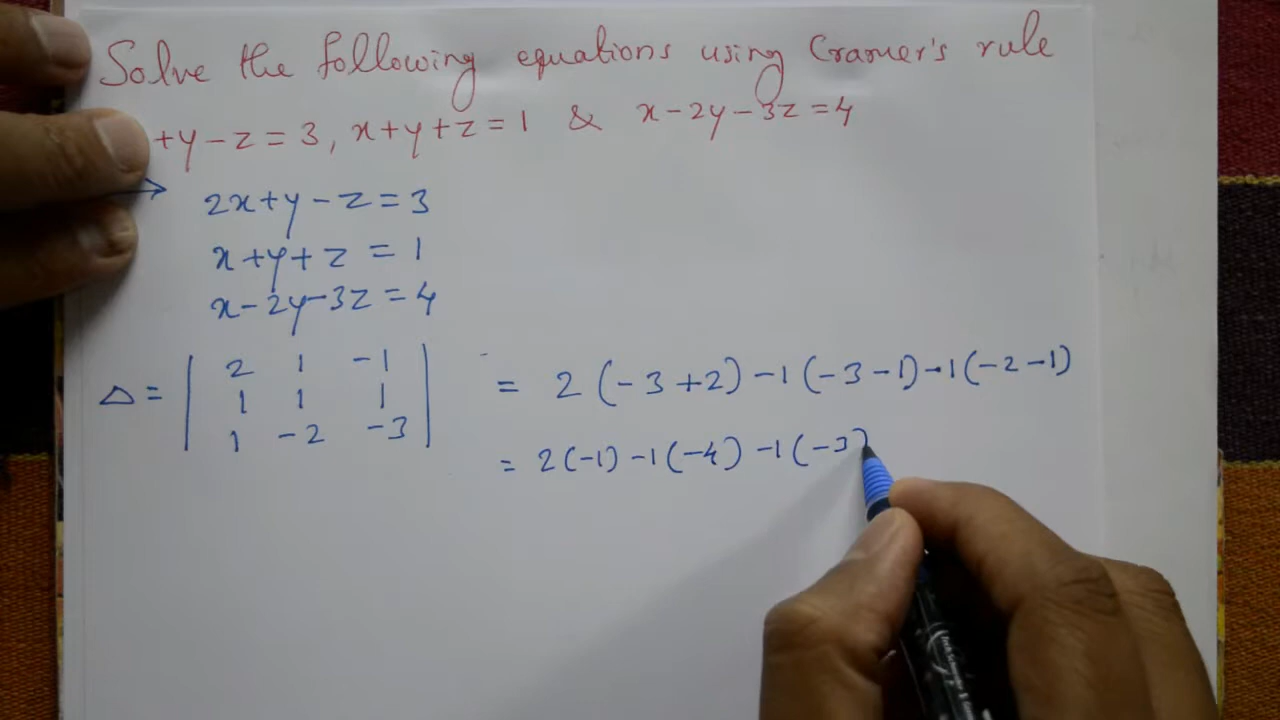 Solve the following equations using Cramer's rule
+y-z=3, x+y+z=1 & x-2y-3z=4
→ 2x+y-z=3
x+y+z=1
x-2y-3z=4
Δ = | 2 1 -1 | = 2(-3+2)-1(-3-1)-1(-2-1)
| 1 1 1 |
| 1 -2 -3 | = 2(-1)-1(-4)-1(-3)